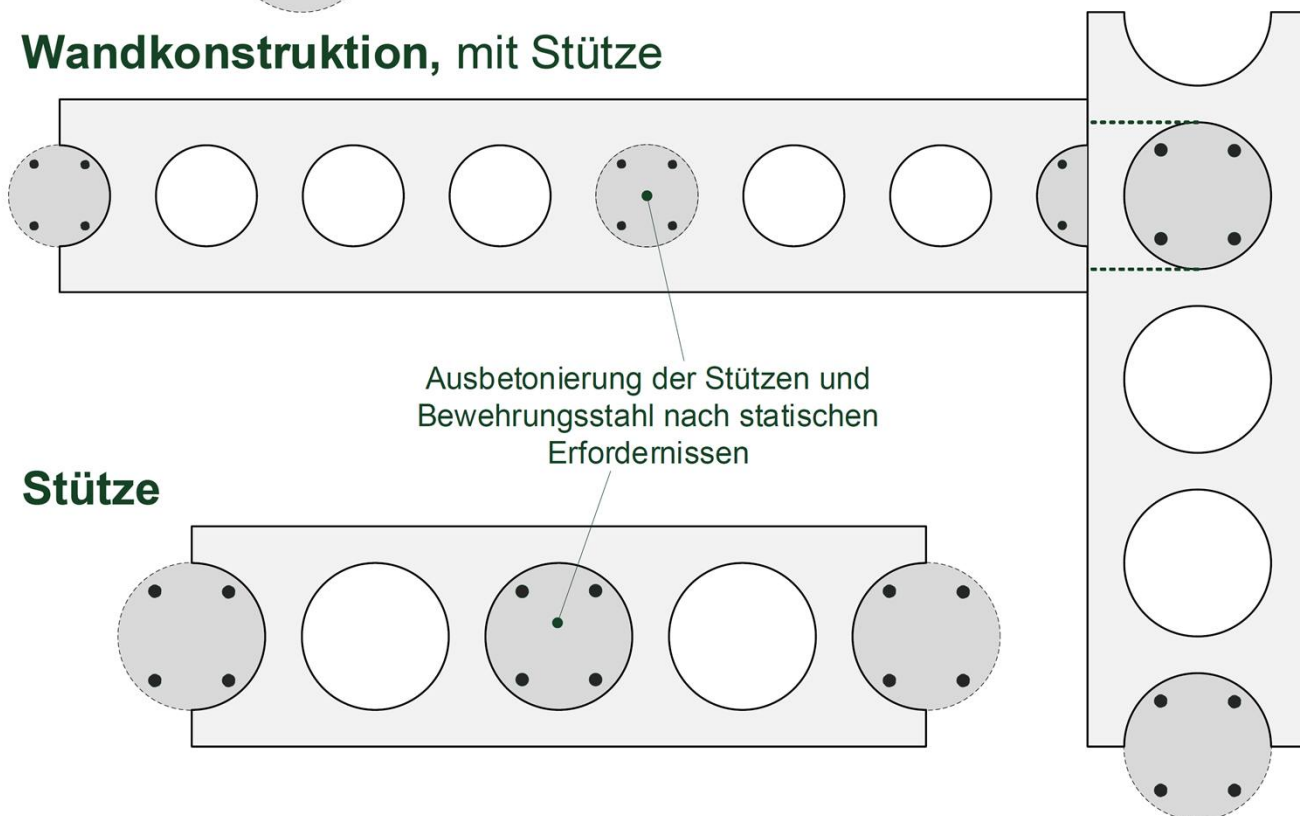 Wandkonstruktion, mit Stütze
Ausbetonierung der Stützen und
Bewehrungsstahl nach statischen
Erfordernissen
Stütze